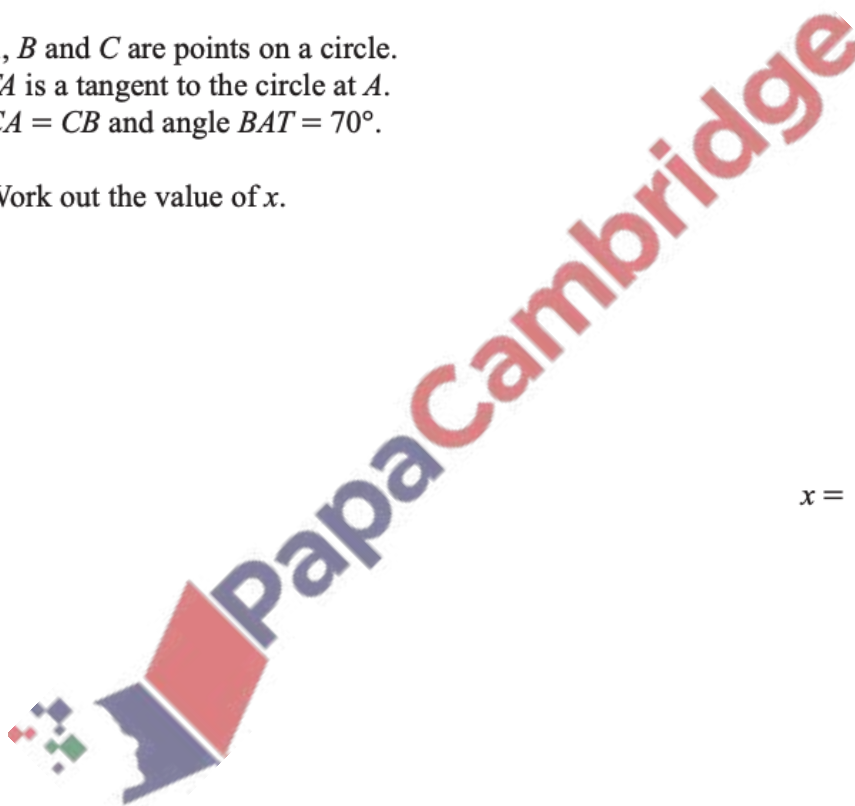 , B and C are points on a circle.
A is a tangent to the circle at A.
A = CB and angle BAT = 70°.
ork out the value of x.
x =
PapaCambridge